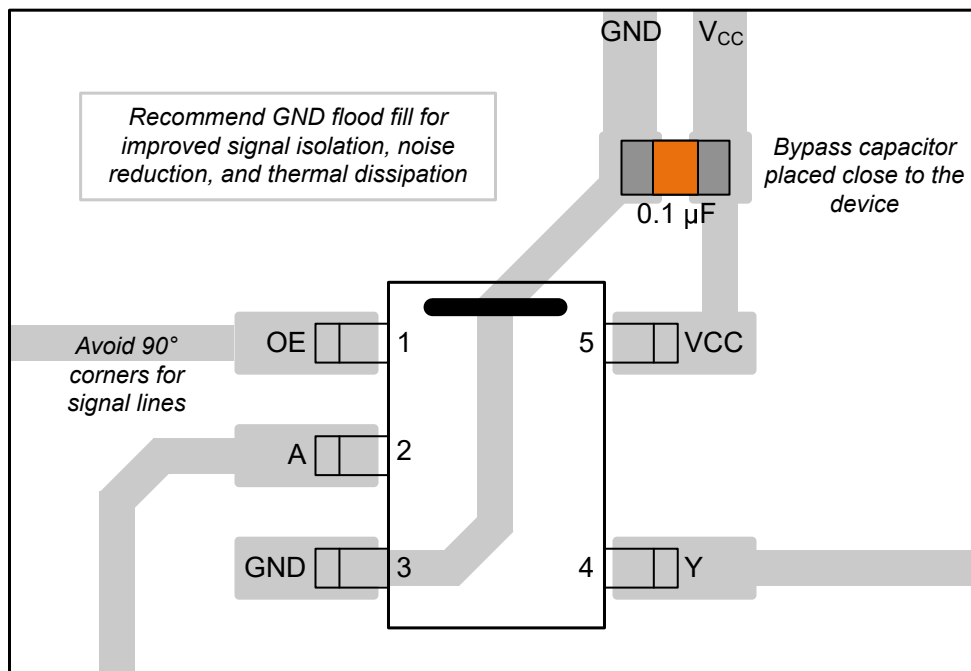 GND
VCC
Recommend GND flood fill for
improved signal isolation, noise
reduction, and thermal dissipation
Bypass capacitor
placed close to the
device
0.1 µF
OE
1
5
VCC
Avoid 90°
corners for
signal lines
A
2
GND
3
4
Y